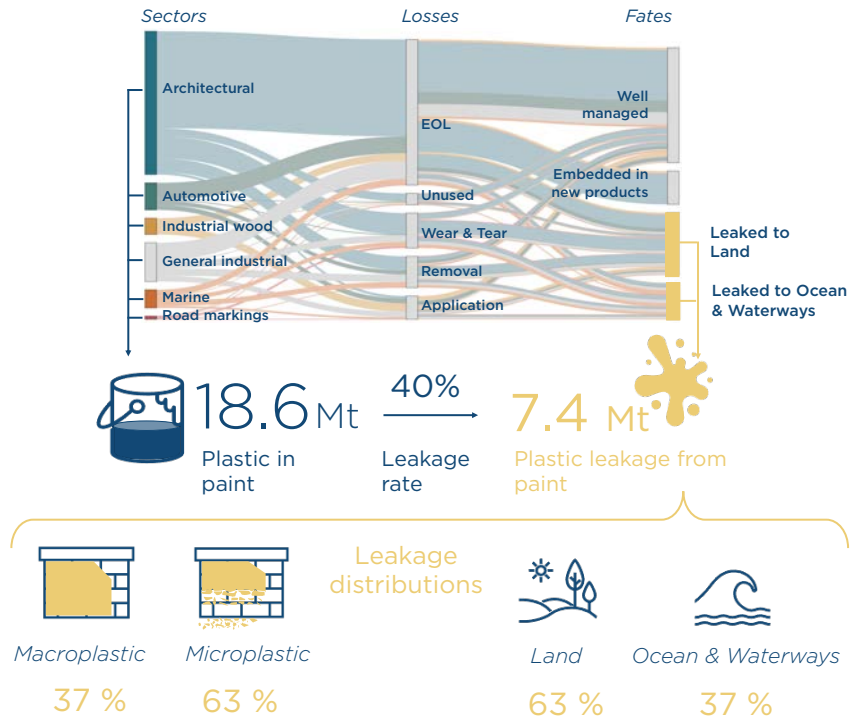 Sectors
Losses
Fates
Architectural
Automotive
Industrial wood
General industrial
Marine
Road markings
EOL
Unused
Wear & Tear
Removal
Application
Well
managed
Embedded in
new products
Leaked to
Land
Leaked to Ocean
& Waterways
18.6 Mt
Plastic in
paint
40%
Leakage
rate
7.4 Mt
Plastic leakage from
paint
Leakage
distributions
Macroplastic
37 %
Microplastic
63 %
Land
63 %
Ocean & Waterways
37 %